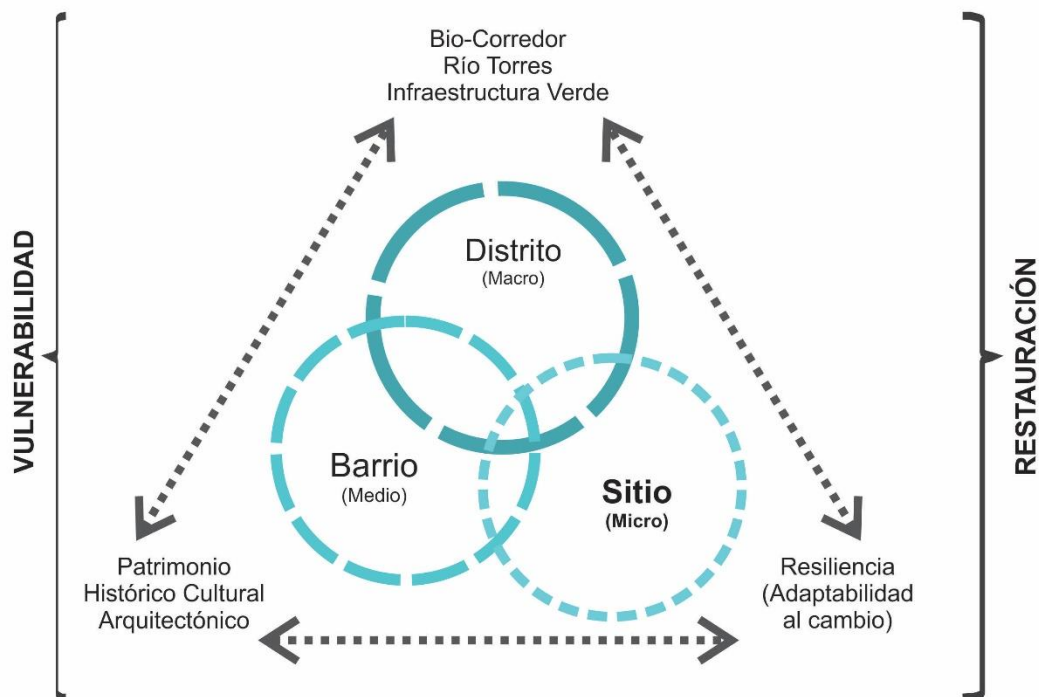 Bio-Corredor
Río Torres
Infraestructura Verde
VULNERABILIDAD
RESTAURACIÓN
Distrito
(Macro)
Barrio
(Medio)
Sitio
(Micro)
Patrimonio
Histórico Cultural
Arquitectónico
Resiliencia
(Adaptabilidad
al cambio)